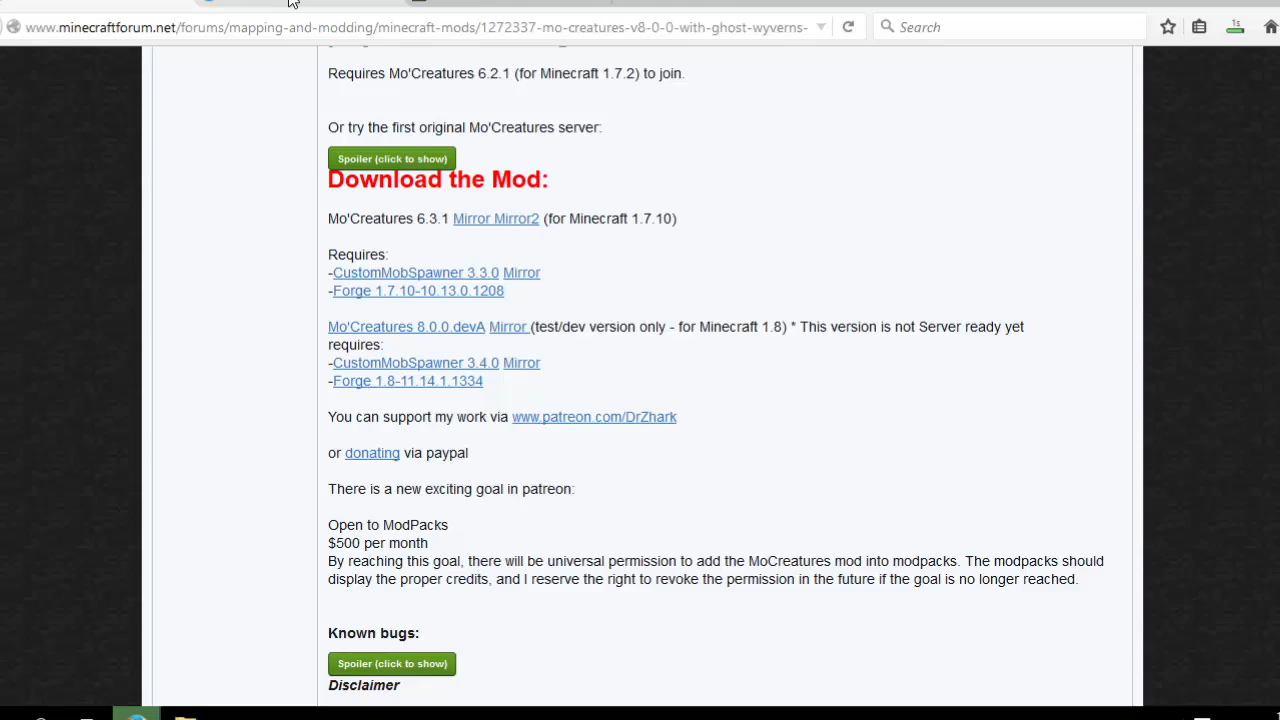 www.minecraftforum.net/forums/mapping-and-modding/minecraft-mods/1272337-mo-creatures-v8-0-0-with-ghost-wyverns-
Search
1s
Requires Mo'Creatures 6.2.1 (for Minecraft 1.7.2) to join.
Or try the first original Mo'Creatures server:
Spoiler (click to show)
Download the Mod:
Mo'Creatures 6.3.1 Mirror Mirror2 (for Minecraft 1.7.10)
Requires:
-CustomMobSpawner 3.3.0 Mirror
-Forge 1.7.10-10.13.0.1208
Mo'Creatures 8.0.0.devA Mirror (test/dev version only - for Minecraft 1.8) * This version is not Server ready yet
requires:
-CustomMobSpawner 3.4.0 Mirror
-Forge 1.8-11.14.1.1334
You can support my work via www.patreon.com/DrZhark
or donating via paypal
There is a new exciting goal in patreon:
Open to ModPacks
$500 per month
By reaching this goal, there will be universal permission to add the MoCreatures mod into modpacks. The modpacks should
display the proper credits, and I reserve the right to revoke the permission in the future if the goal is no longer reached.
Known bugs:
Spoiler (click to show)
Disclaimer